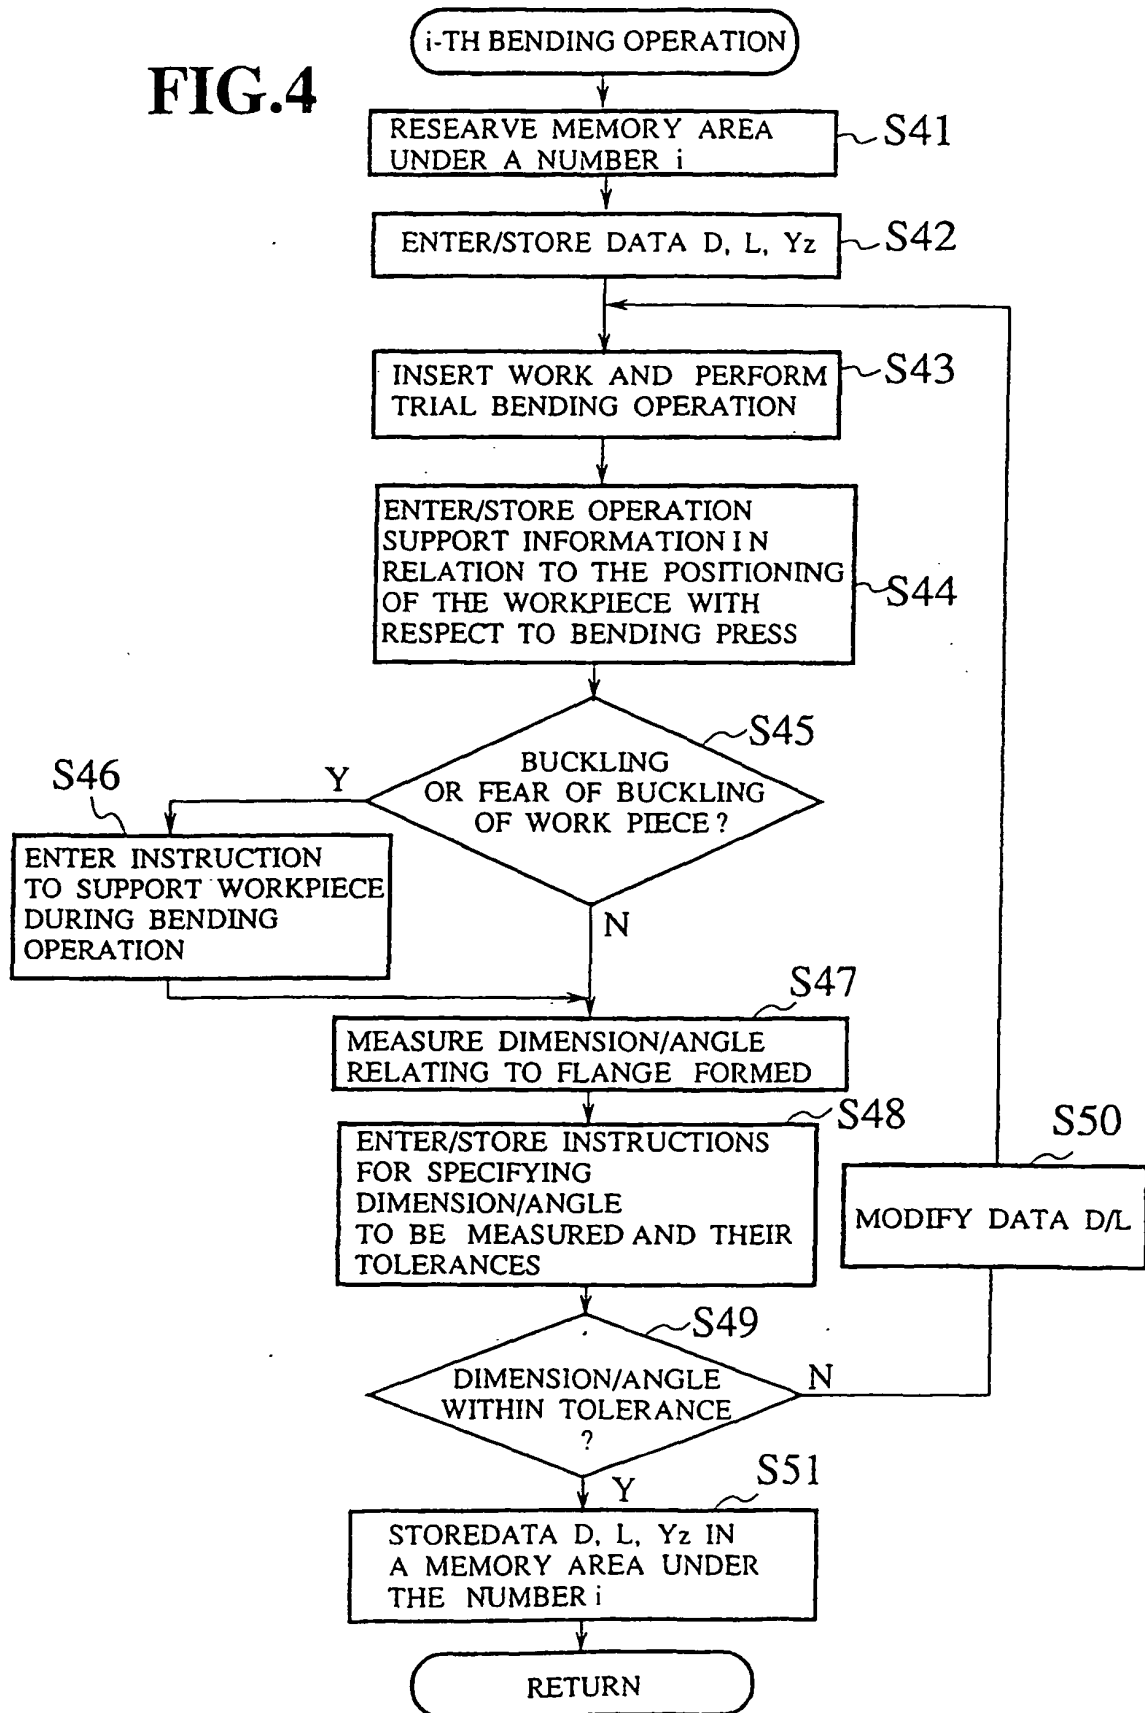 i-TH BENDING OPERATION
FIG.4
RESEARVE MEMORY AREA
UNDER A NUMBER i
S41
ENTER/STORE DATA D, L, Yz
S42
INSERT WORK AND PERFORM
TRIAL BENDING OPERATION
S43
ENTER/STORE OPERATION
SUPPORT INFORMATION IN
RELATION TO THE POSITIONING
OF THE WORKPIECE WITH
RESPECT TO BENDING PRESS
S44
S45
BUCKLING
OR FEAR OF BUCKLING
OF WORK PIECE?
Y
N
S46
ENTER INSTRUCTION
TO SUPPORT WORKPIECE
DURING BENDING
OPERATION
S47
MEASURE DIMENSION/ANGLE
RELATING TO FLANGE FORMED
S48
ENTER/STORE INSTRUCTIONS
FOR SPECIFYING
DIMENSION/ANGLE
TO BE MEASURED AND THEIR
TOLERANCES
S50
MODIFY DATA D/L
S49
DIMENSION/ANGLE
WITHIN TOLERANCE
?
N
Y
S51
STOREDATA D, L, Yz IN
A MEMORY AREA UNDER
THE NUMBER i
RETURN